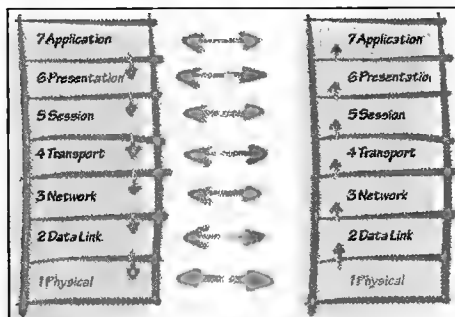 7 Application
6 Presentation
5 Session
4 Transport
3 Network
2 Data Link
1 Physical
7 Application
6 Presentation
5 Session
4 Transport
3 Network
2 Data Link
1 Physical